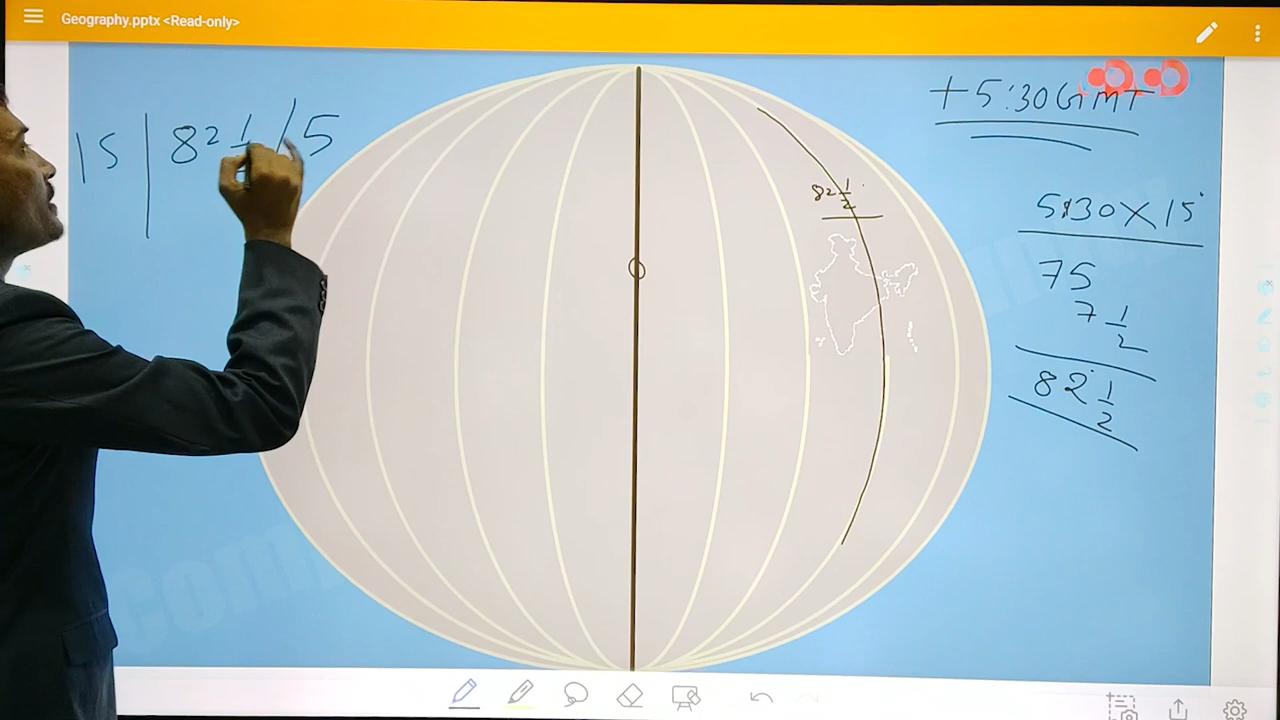 Geography.pptx <Read-only>
15 | 82 1/ / 5
+5:30 GMT
82 1/2
5:30 X 15°
75
7 1/2
82° 1/2